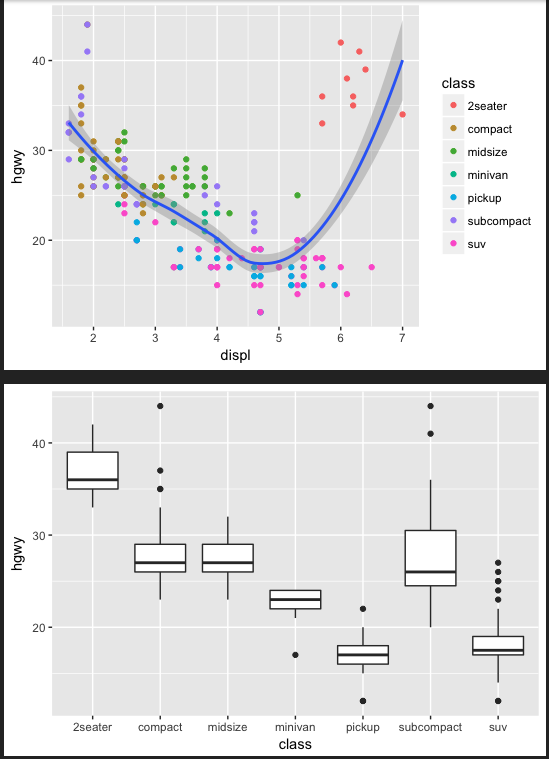 40
30
20
hgwy
2
3
4
5
6
7
displ
class
2seater
compact
midsize
minivan
pickup
subcompact
suv
40
30
20
hgwy
2seater compact midsize minivan pickup subcompact suv
class